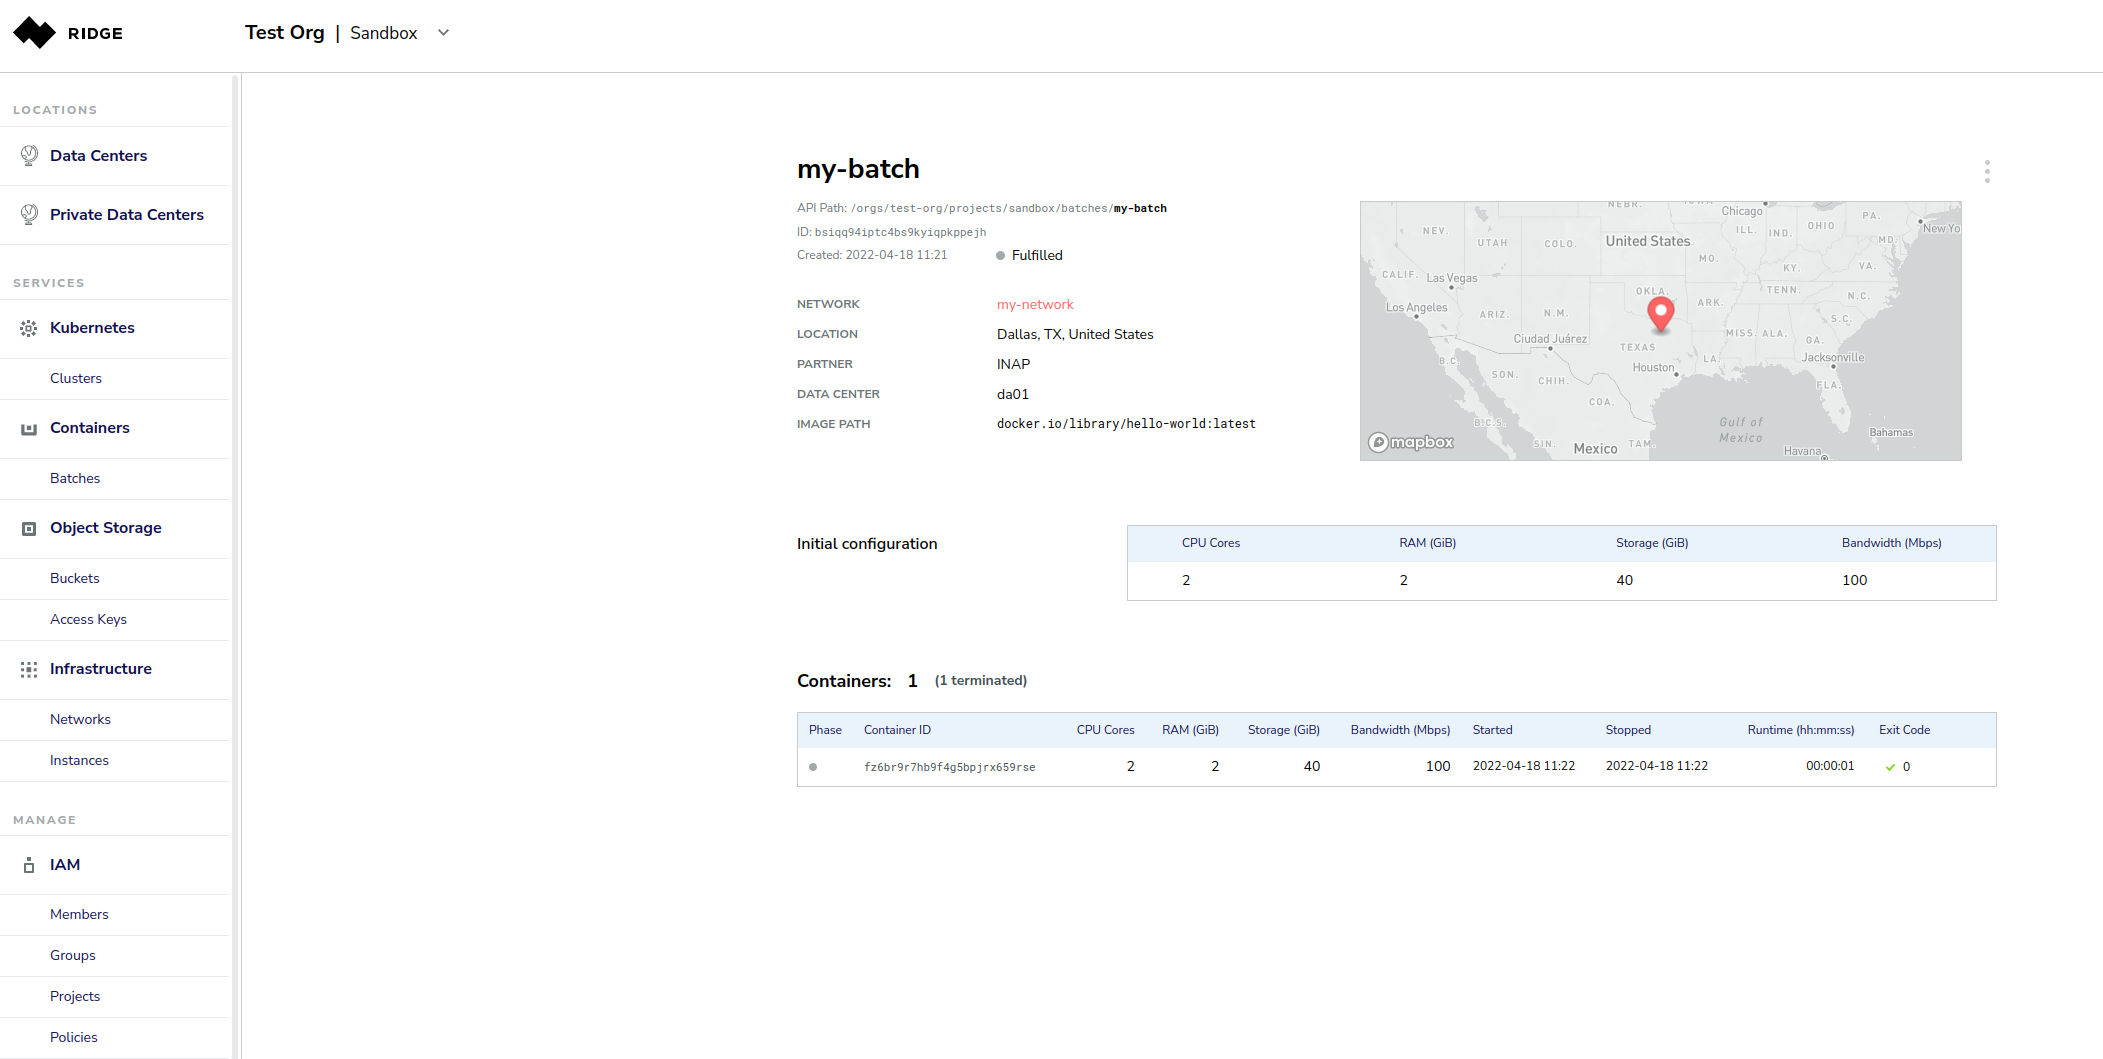 RIDGE
Test Org | Sandbox
LOCATIONS
Data Centers
Private Data Centers
SERVICES
Kubernetes
Clusters
Containers
Batches
Object Storage
Buckets
Access Keys
Infrastructure
Networks
Instances
MANAGE
IAM
Members
Groups
Projects
Policies
my-batch
API Path: /orgs/test-org/projects/sandbox/batches/my-batch
ID: bsiqq94iptc4bs9kyiqpkppejh
Created: 2022-04-18 11:21 Fulfilled
NETWORK my-network
LOCATION Dallas, TX, United States
PARTNER INAP
DATA CENTER da01
IMAGE PATH docker.io/library/hello-world:latest
NEBR. IOWA Chicago PA.
NEV. UTAH COLO. United States ILL. IND. OHIO MD. New Yo
MO. KY. VA.
CALIF. Las Vegas OKLA. TENN. N.C.
Los Angeles ARIZ. N.M. ARK. S.C.
Ciudad Juárez TEXAS MISS. ALA. GA.
B.C. SON. CHIH. Houston LA. Jacksonville
COA. FLA.
B.C.S. Gulf of
Mexico Bahamas
mapbox SIN. Mexico TAM. Havana
Initial configuration
CPU Cores RAM (GiB) Storage (GiB) Bandwidth (Mbps)
2 2 40 100
Containers: 1 (1 terminated)
Phase Container ID CPU Cores RAM (GiB) Storage (GiB) Bandwidth (Mbps) Started Stopped Runtime (hh:mm:ss) Exit Code
fz6br9r7hb9f4g5bpjrx659rse 2 2 40 100 2022-04-18 11:22 2022-04-18 11:22 00:00:01 0